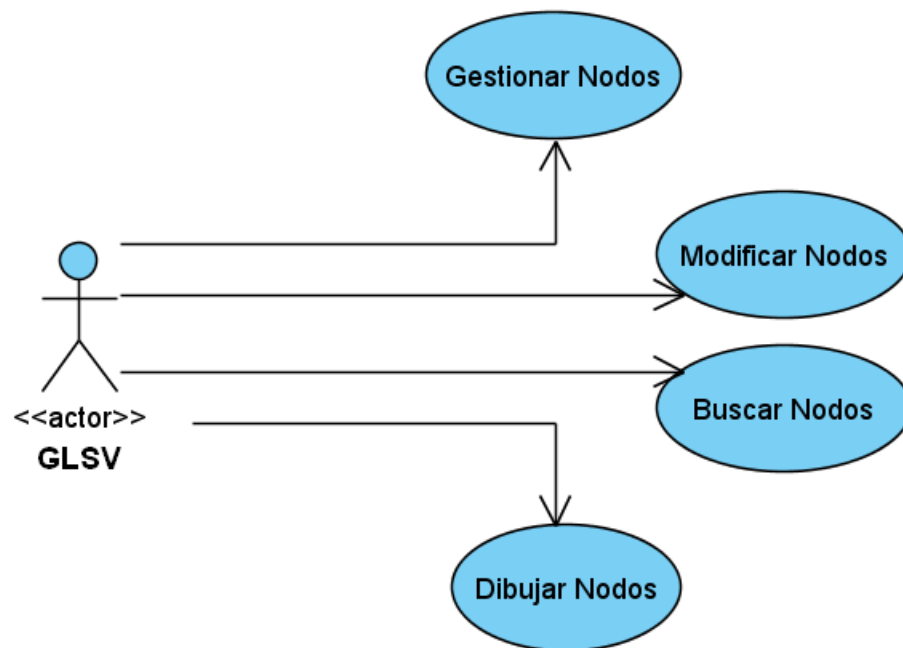 Gestionar Nodos
Modificar Nodos
Buscar Nodos
<<actor>>
GLSV
Dibujar Nodos